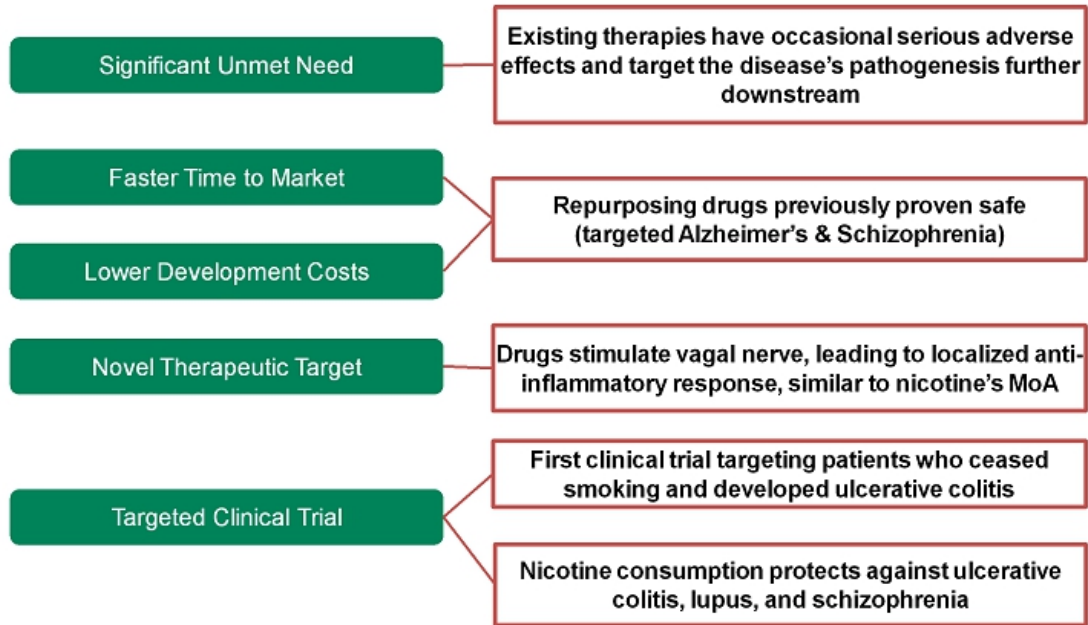 Significant Unmet Need
Existing therapies have occasional serious adverse
effects and target the disease's pathogenesis further
downstream
Faster Time to Market
Lower Development Costs
Repurposing drugs previously proven safe
(targeted Alzheimer's & Schizophrenia)
Novel Therapeutic Target
Drugs stimulate vagal nerve, leading to localized anti-
inflammatory response, similar to nicotine's MoA
Targeted Clinical Trial
First clinical trial targeting patients who ceased
smoking and developed ulcerative colitis
Nicotine consumption protects against ulcerative
colitis, lupus, and schizophrenia